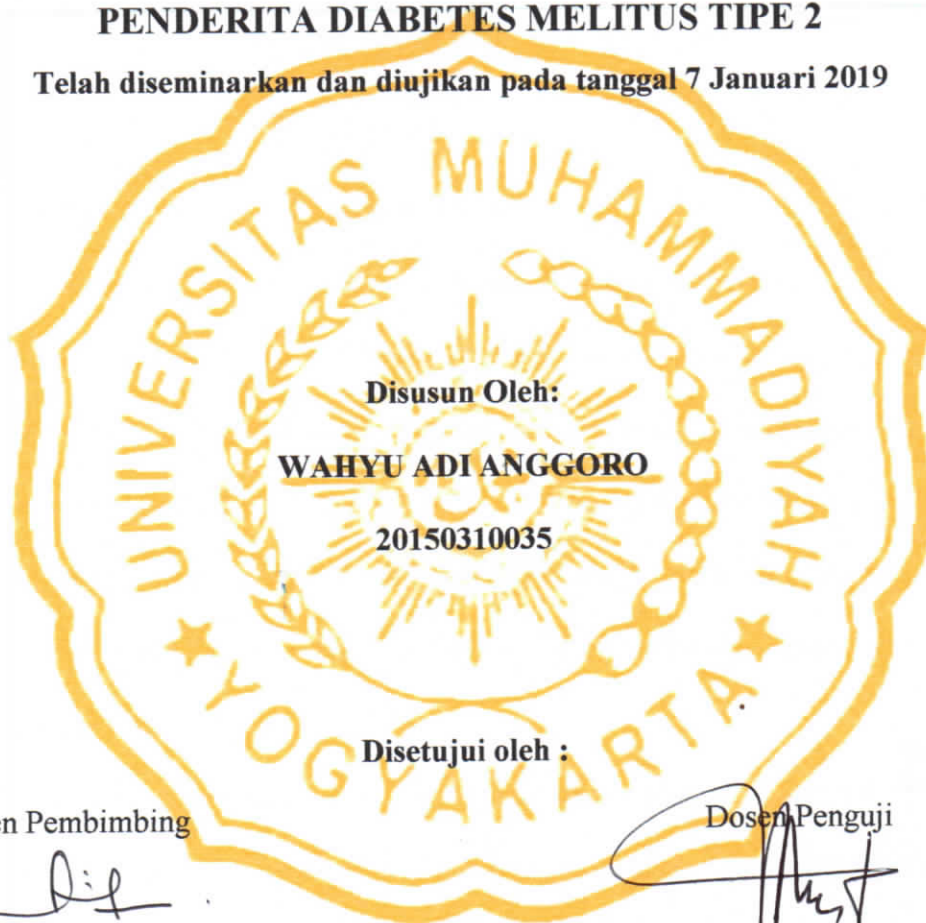 PENDERITA DIABETES MELITUS TIPE 2
Telah diseminarkan dan diujikan pada tanggal 7 Januari 2019
UNIVERSITAS MUHAMMADIYAH
★ YOGYAKARTA ★
Disusun Oleh:
WAHYU ADI ANGGORO
20150310035
Disetujui oleh :
en Pembimbing
Dosen Penguji